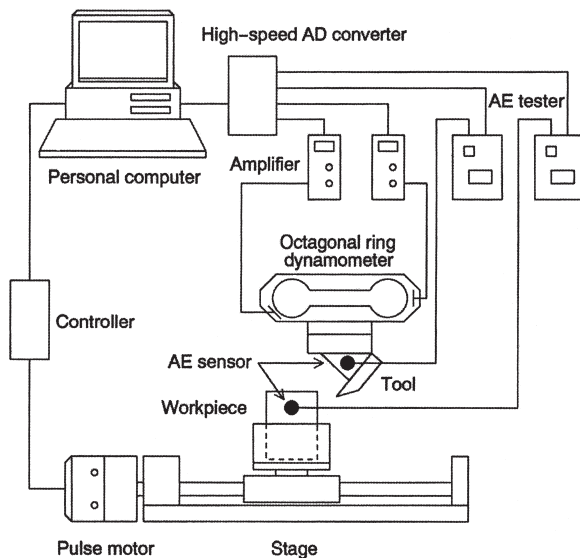 High-speed AD converter
AE tester
Amplifier
Personal computer
Octagonal ring
dynamometer
Controller
AE sensor
Tool
Workpiece
Pulse motor
Stage